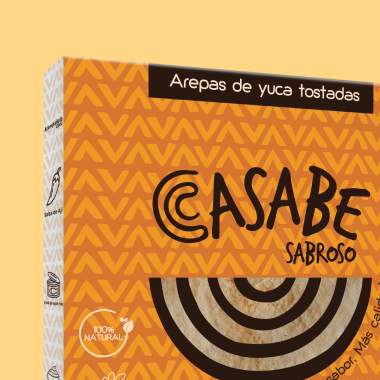 Arepas de yuca tostadas
CASABE
SABROSO
100%
NATURAL
sabor. Más calid